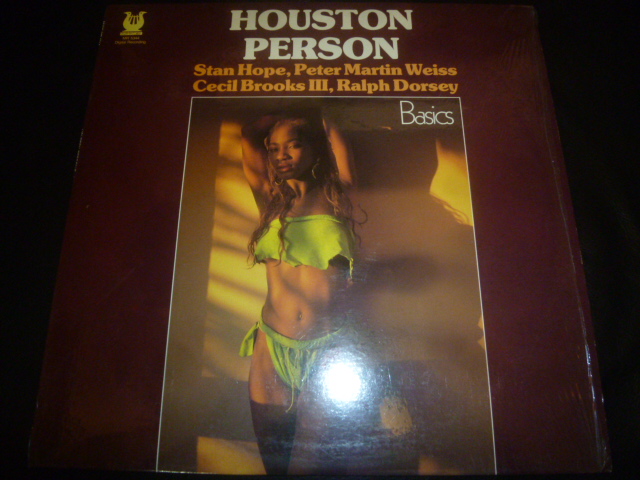 HOUSTON
PERSON
Stan Hope, Peter Martin Weiss
Cecil Brooks III, Ralph Dorsey
Basics